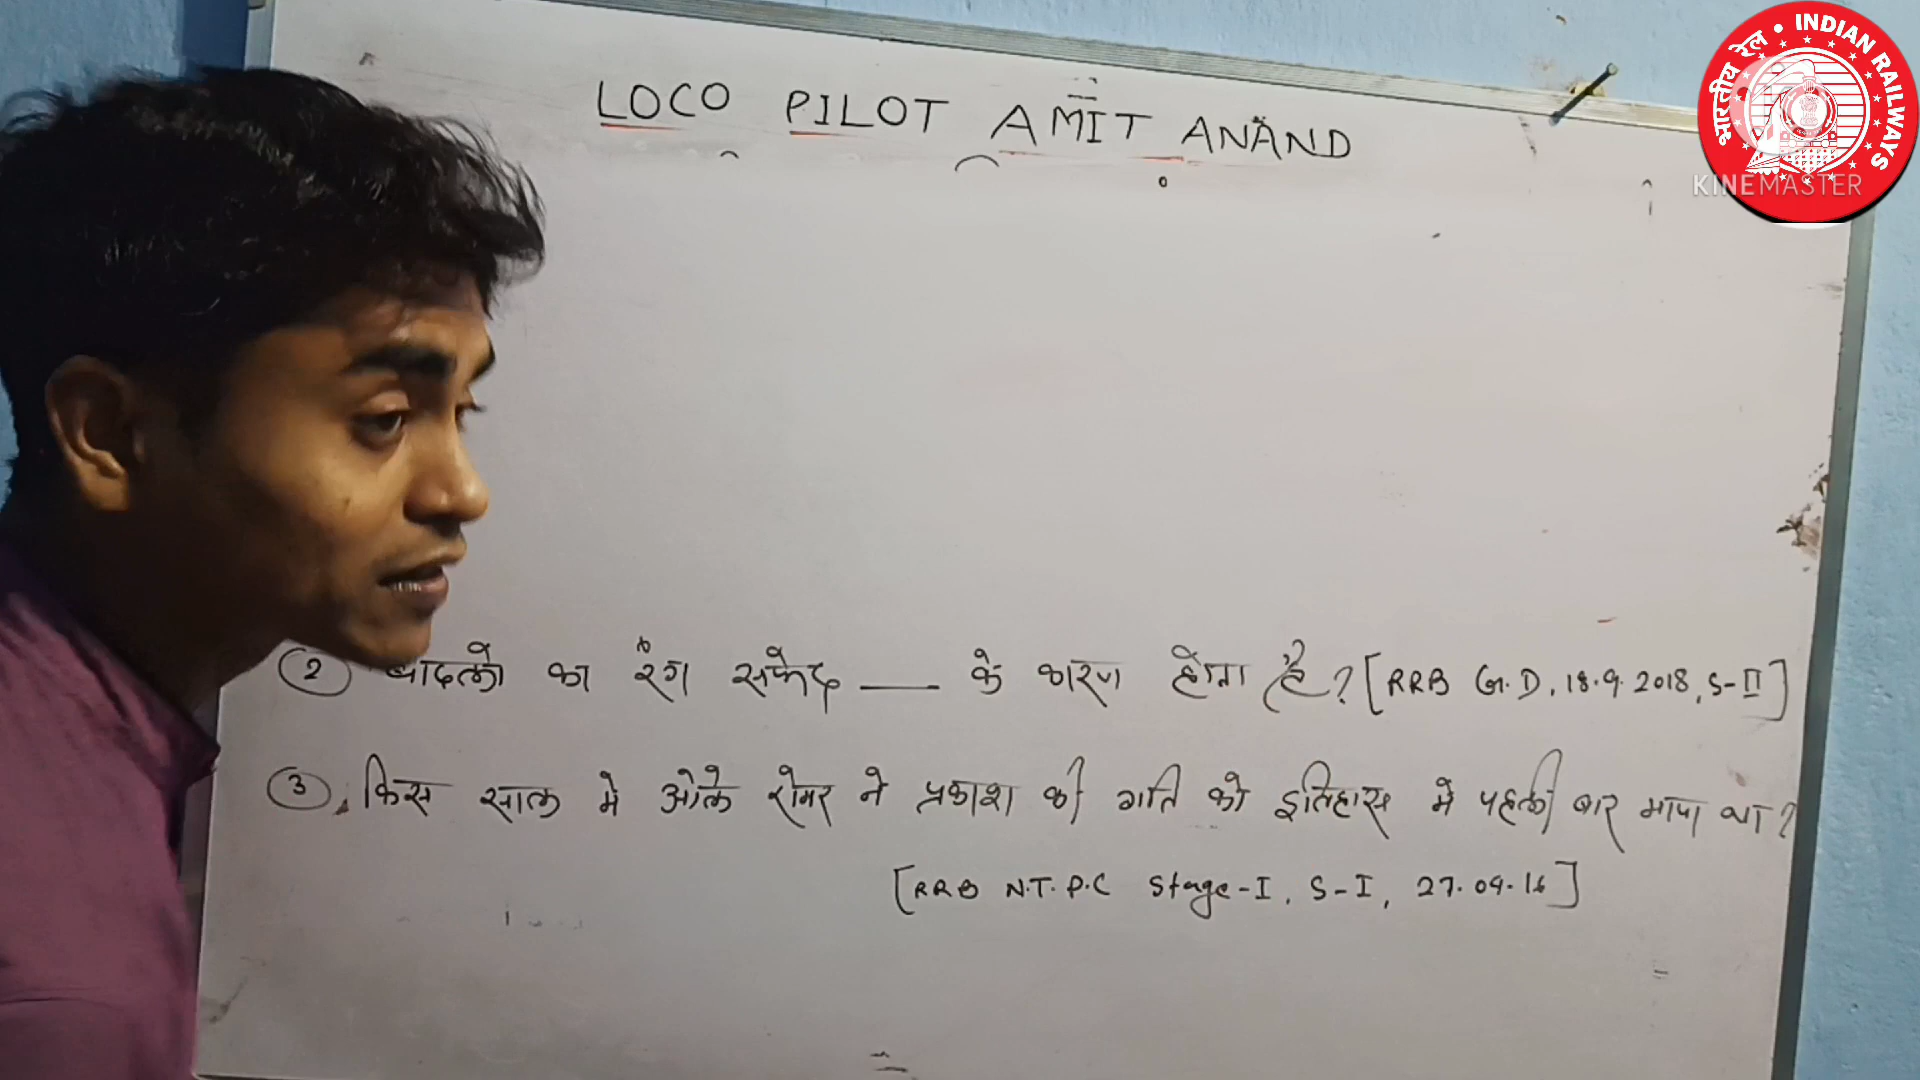 LOCO PILOT AMIT ANAND
भारतीय रेल • INDIAN RAILWAYS
KINEMASTER
② बादलो का रंग सफेद ___ के कारण होता है? [RRB G.D, 18.9.2018, S-II]
③. किस साल मे ओले रोमर ने प्रकाश की गति को इतिहास में पहली बार मापा था?
[RRB N.T.P.C Stage-I, S-I, 27.04.16]